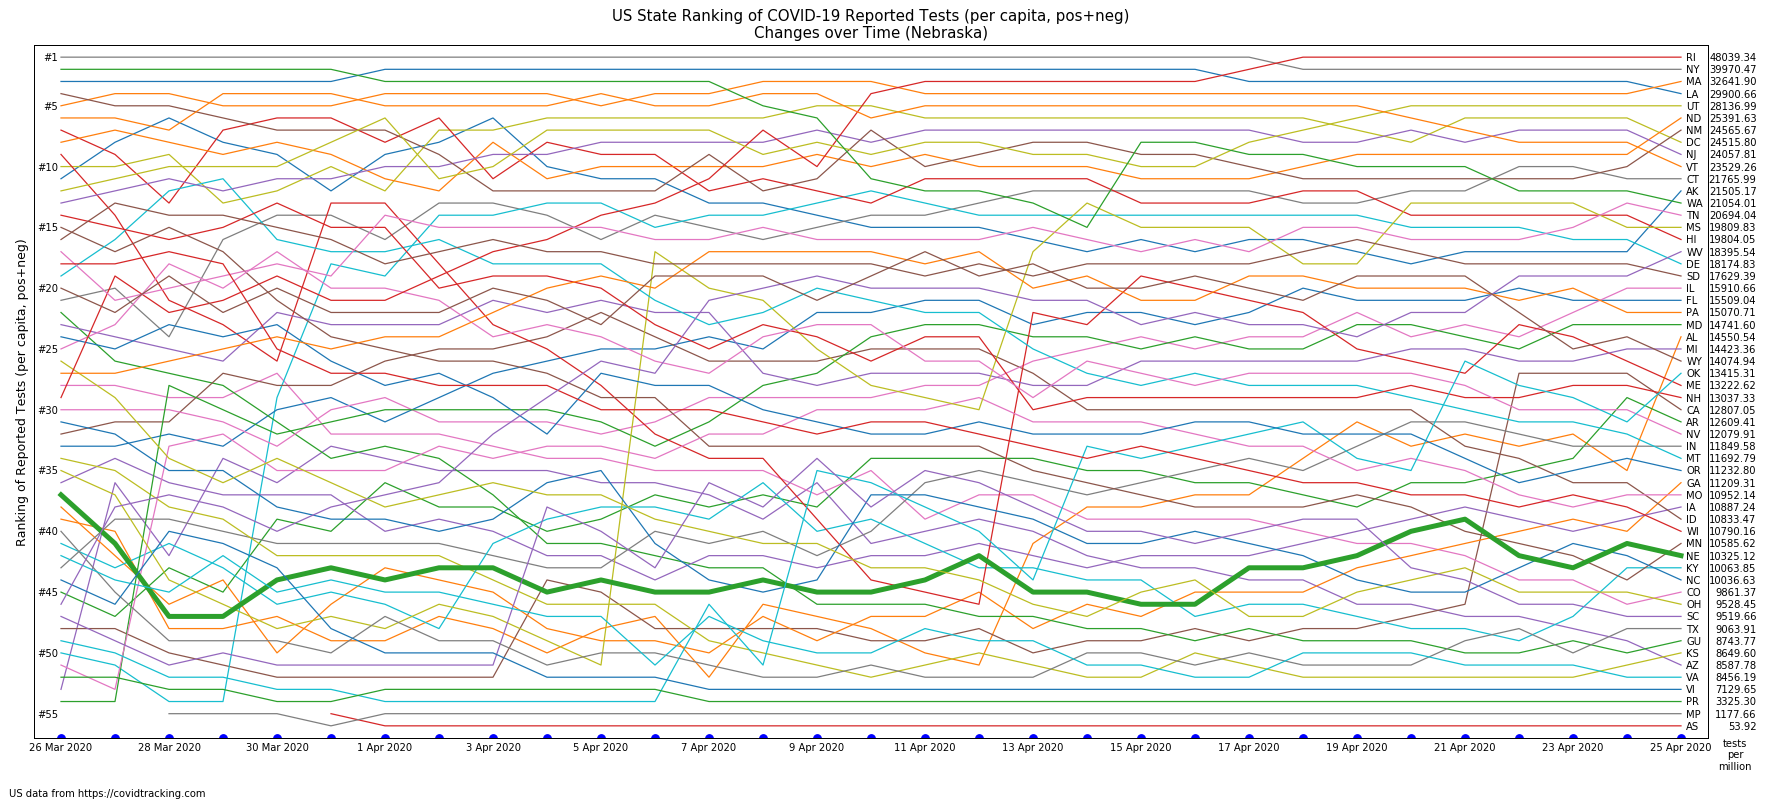 US State Ranking of COVID-19 Reported Tests (per capita, pos+neg)
Changes over Time (Nebraska)
Ranking of Reported Tests (per capita, pos+neg)
#1
#5
#10
#15
#20
#25
#30
#35
#40
#45
#50
#55
RI 48039.34
NY 39970.47
MA 32641.90
LA 29900.66
UT 28136.99
ND 25391.63
NM 24565.67
DC 24515.80
NJ 24057.81
VT 23529.26
CT 21765.99
AK 21505.17
WA 21054.01
TN 20694.04
MS 19809.83
HI 19804.05
WV 18395.54
DE 18174.83
SD 17629.39
IL 15910.66
FL 15509.04
PA 15070.71
MD 14741.60
AL 14550.54
MI 14423.36
WY 14074.94
OK 13415.31
ME 13222.62
NH 13037.33
CA 12807.05
AR 12609.41
NV 12079.91
IN 11849.58
MT 11692.79
OR 11232.80
GA 11209.31
MO 10952.14
IA 10887.24
ID 10833.47
WI 10790.16
MN 10585.62
NE 10325.12
KY 10063.85
NC 10036.63
CO 9861.37
OH 9528.45
SC 9519.66
TX 9063.91
GU 8743.77
KS 8649.60
AZ 8587.78
VA 8456.19
VI 7129.65
PR 3325.30
MP 1177.66
AS 53.92
26 Mar 2020 28 Mar 2020 30 Mar 2020 1 Apr 2020 3 Apr 2020 5 Apr 2020 7 Apr 2020 9 Apr 2020 11 Apr 2020 13 Apr 2020 15 Apr 2020 17 Apr 2020 19 Apr 2020 21 Apr 2020 23 Apr 2020 25 Apr 2020
tests
per
million
US data from https://covidtracking.com